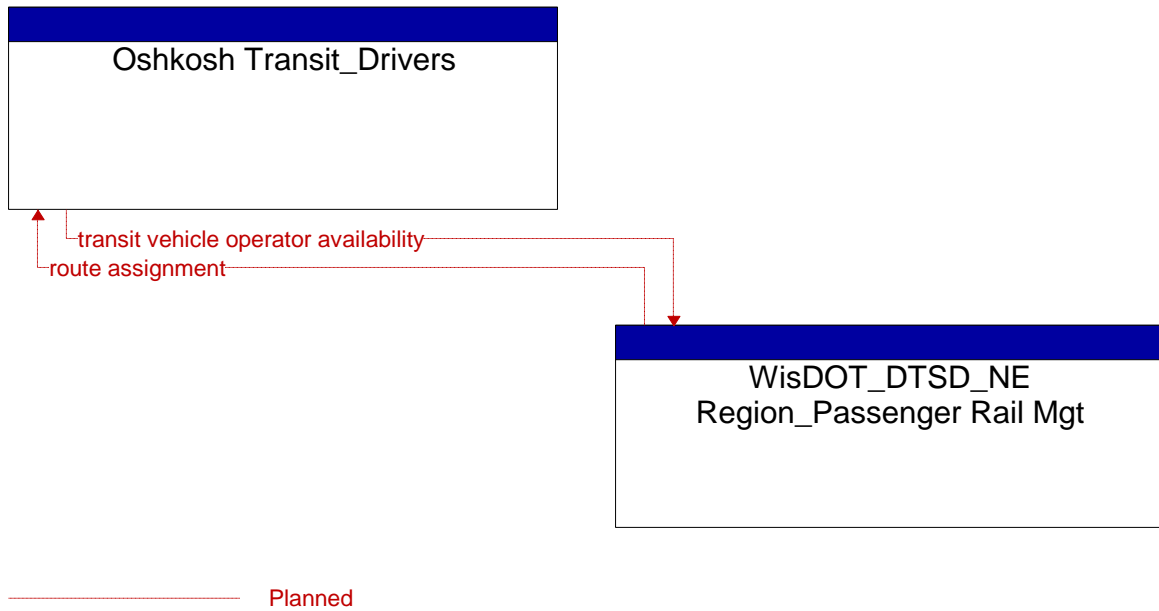 Oshkosh Transit_Drivers
transit vehicle operator availability
route assignment
WisDOT_DTSD_NE
Region_Passenger Rail Mgt
Planned